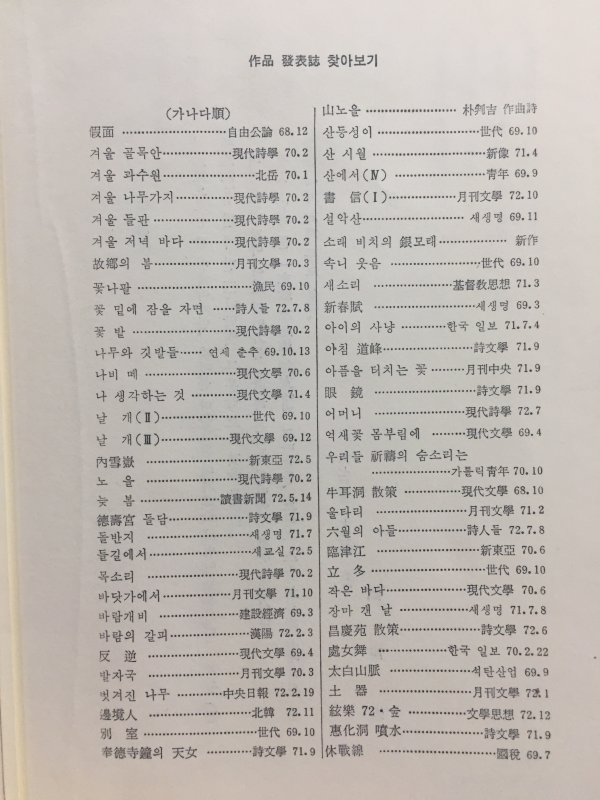 作品 發表誌 찾아보기
(가나다順)
假面 ························ 自由公論 68.12
겨울 골목안 ················ 現代詩學 70.2
겨울 과수원 ···················· 北岳 70.1
겨울 나무가지 ·············· 現代詩學 70.2
겨울 들판 ·················· 現代詩學 70.2
겨울 저녁 바다 ············ 現代詩學 70.2
故鄕의 봄 ·················· 月刊文學 70.3
꽃나팔 ························ 漁民 69.10
꽃 밑에 잠을 자면 ······ 詩人들 72.7.8
꽃 밭 ······················ 現代詩學 70.2
나무와 깃발들 ······ 연세 춘추 69.10.13
나비 떼 ···················· 現代文學 70.6
나 생각하는 것 ············ 現代文學 71.4
날 개(Ⅱ) ···················· 世代 69.10
날 개(Ⅲ) ················ 現代文學 69.12
內雪嶽 ······················ 新東亞 72.5
노 을 ······················ 現代詩學 70.2
늦 봄 ···················· 讀書新聞 72.5.14
德壽宮 돌담 ·················· 詩文學 71.9
돌반지 ························ 새생명 71.7
들길에서 ···················· 새교실 72.5
목소리 ···················· 現代詩學 70.2
바닷가에서 ················ 月刊文學 71.10
바람개비 ·················· 建設經濟 69.3
바람의 갈피 ················ 漢陽 72.2.3
反 逆 ······················ 現代文學 69.4
발자국 ···················· 月刊文學 70.3
벗겨진 나무 ············ 中央日報 72.2.19
邊境人 ························ 北韓 72.11
別 室 ························ 世代 69.10
奉德寺鐘의 天女 ·········· 詩文學 71.9
山노을 ···················· 朴判吉 作曲詩
산등성이 ······················ 世代 69.10
산 시월 ························ 新像 71.4
산에서(Ⅳ) ···················· 靑年 69.9
書 信(Ⅰ) ················ 月刊文學 72.10
설악산 ······················ 새생명 69.11
소래 비치의 銀모래 ················ 新作
속니 웃음 ···················· 世代 69.10
새소리 ···················· 基督敎思想 71.3
新春賦 ························ 새생명 69.3
아이의 사냥 ············ 한국 일보 71.7.4
아침 道峰 ···················· 詩文學 71.9
아픔을 터치는 꽃 ········ 月刊中央 71.9
眼 鏡 ························ 詩文學 71.9
어머니 ···················· 現代詩學 72.7
억새꽃 몸부림에 ········ 現代文學 69.4
우리들 祈禱의 숨소리는
························ 가톨릭靑年 70.10
牛耳洞 散策 ············ 現代文學 68.10
울타리 ···················· 月刊文學 71.2
六월의 아들 ················ 詩人들 72.7.8
臨津江 ······················ 新東亞 70.6
立 多 ························ 世代 69.10
작은 바다 ·················· 現代文學 70.6
장마 갠 날 ················ 새생명 71.7.8
昌慶苑 散策 ················ 詩文學 72.6
處女舞 ················ 한국 일보 70.2.22
太白山脈 ·················· 석탄산업 69.9
土 器 ······················ 月刊文學 72.1
絃樂 72·숲 ················ 文學思想 72.12
惠化洞 噴水 ················ 詩文學 71.9
休戰線 ························ 國稅 69.7